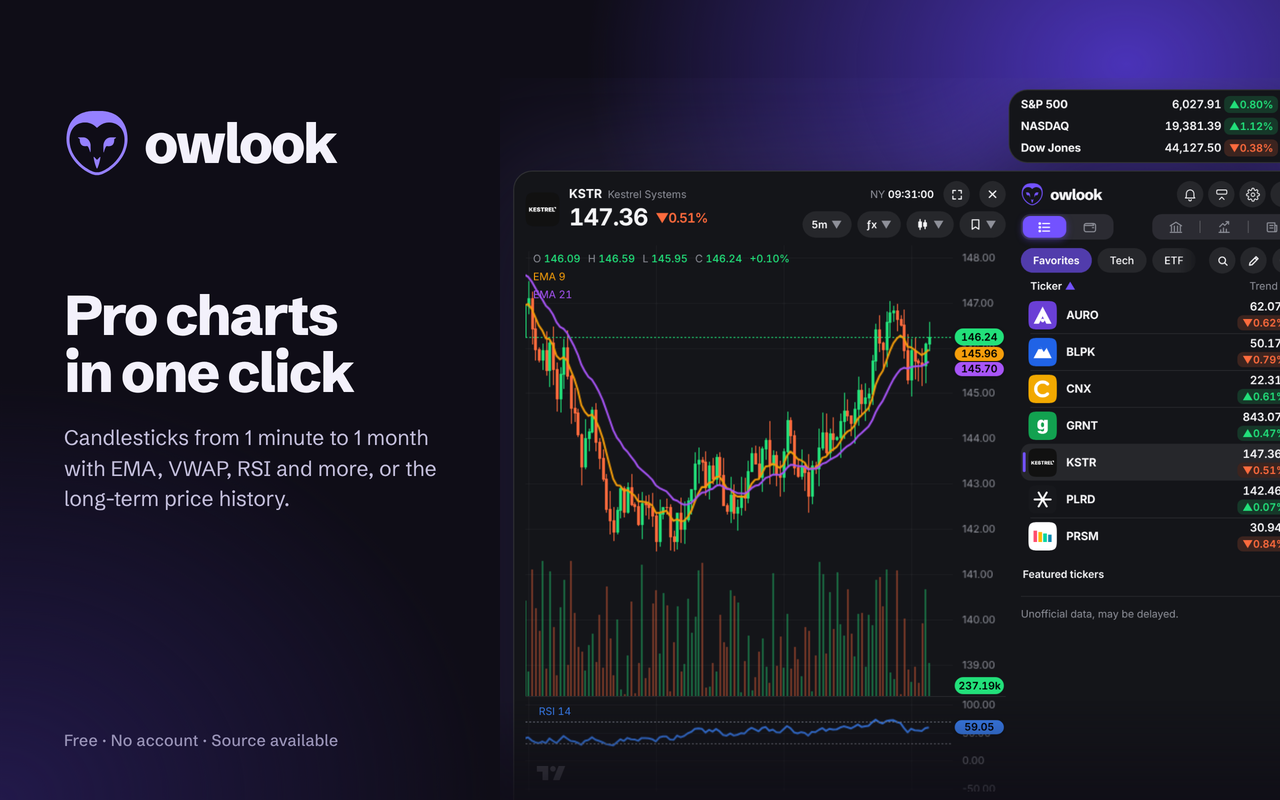 owlook
Pro charts
in one click
Candlesticks from 1 minute to 1 month
with EMA, VWAP, RSI and more, or the
long-term price history.
Free · No account · Source available
S&P 500 6,027.91 ▲0.80%
NASDAQ 19,381.39 ▲1.12%
Dow Jones 44,127.50 ▼0.38%
KESTREL
KSTR Kestrel Systems
147.36 ▼0.51%
NY 09:31:00
5m ▼ ƒx ▼
O 146.09 H 146.59 L 145.95 C 146.24 +0.10%
EMA 9
EMA 21
148.00
147.00
146.24
145.96
145.70
145.00
144.00
143.00
142.00
141.00
140.00
139.00
237.19k
RSI 14
100.00
59.05
0.00
-50.00
owlook
Favorites Tech ETF
Ticker ▲ Trend
AURO 62.07
▼0.62%
BLPK 50.17
▼0.79%
C CNX 22.31
▲0.61%
g GRNT 843.07
▲0.47%
KESTREL KSTR 147.36
▼0.51%
PLRD 142.46
▲0.07%
PRSM 30.94
▼0.84%
Featured tickers
Unofficial data, may be delayed.